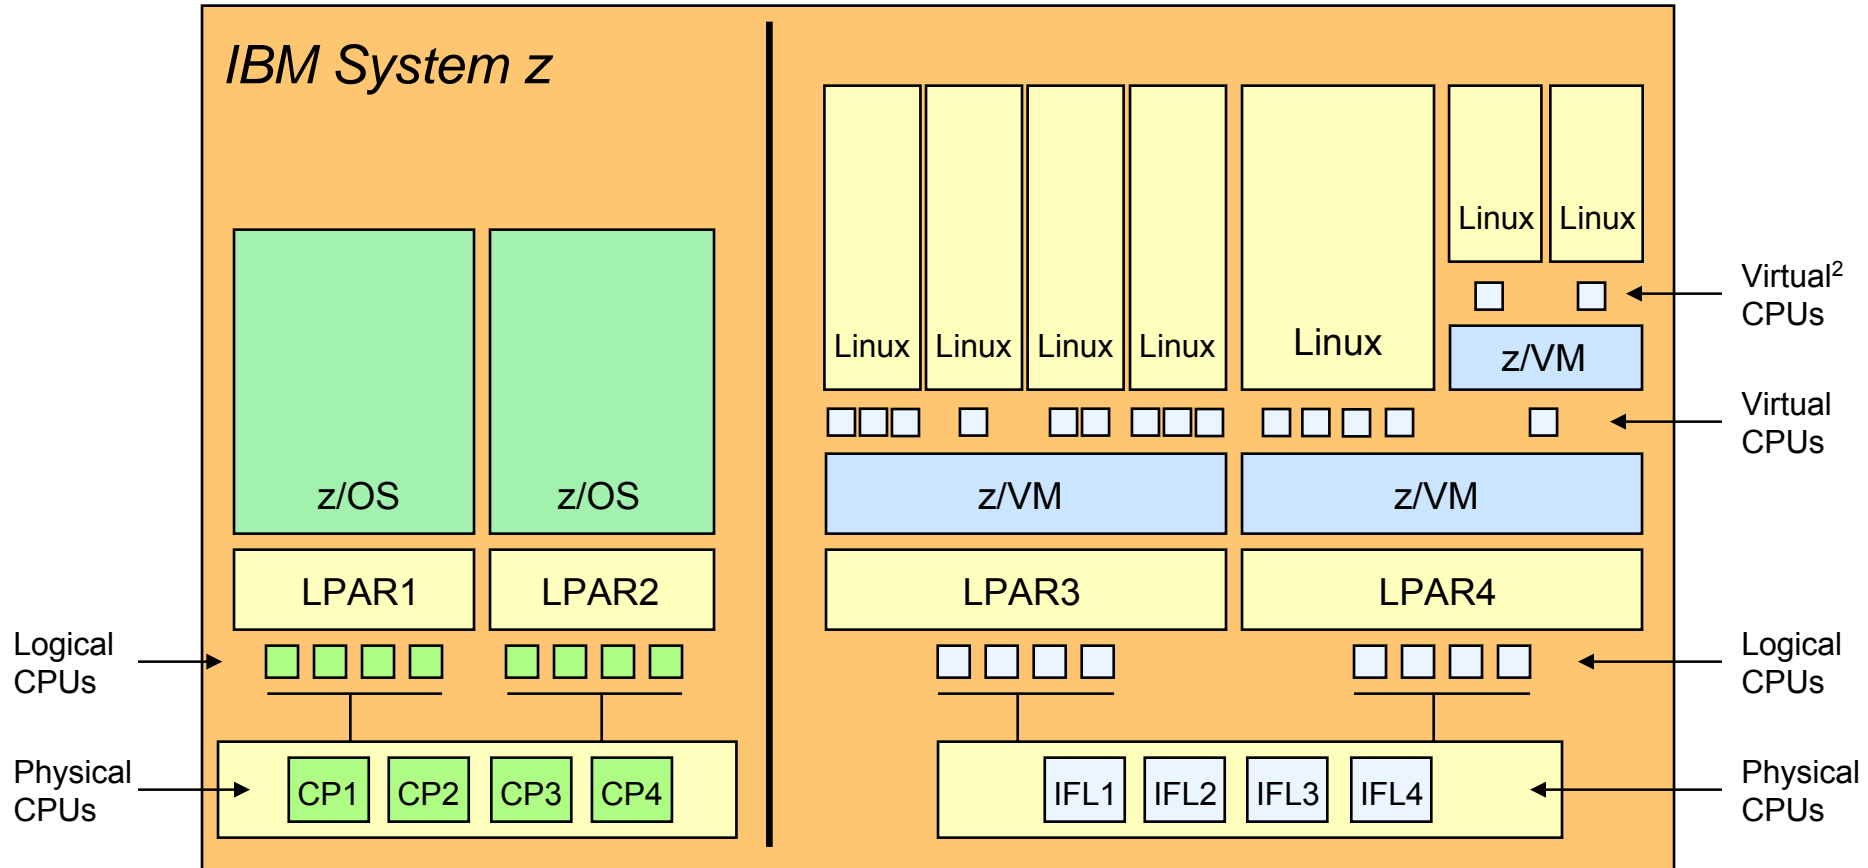 IBM System z
Linux Linux
Virtual²
CPUs
Linux Linux Linux Linux Linux
z/VM
Virtual
CPUs
z/OS z/OS z/VM z/VM
LPAR1 LPAR2 LPAR3 LPAR4
Logical
CPUs
Logical
CPUs
Physical
CPUs
CP1 CP2 CP3 CP4
IFL1 IFL2 IFL3 IFL4
Physical
CPUs